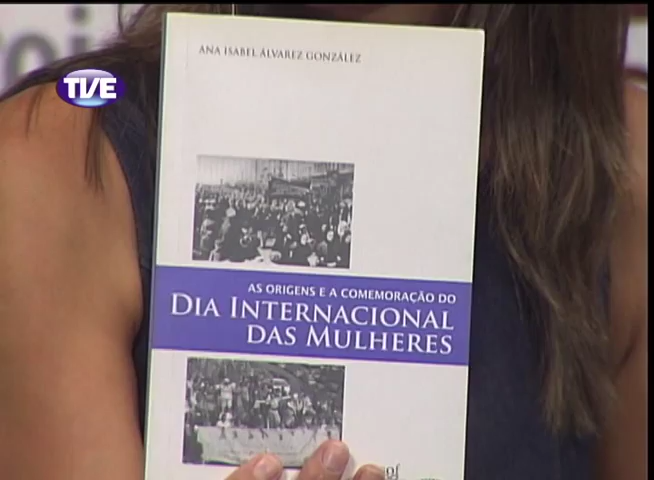 TVE
ANA ISABEL ÁLVAREZ GONZÁLEZ
AS ORIGENS E A COMEMORAÇÃO DO
DIA INTERNACIONAL
DAS MULHERES